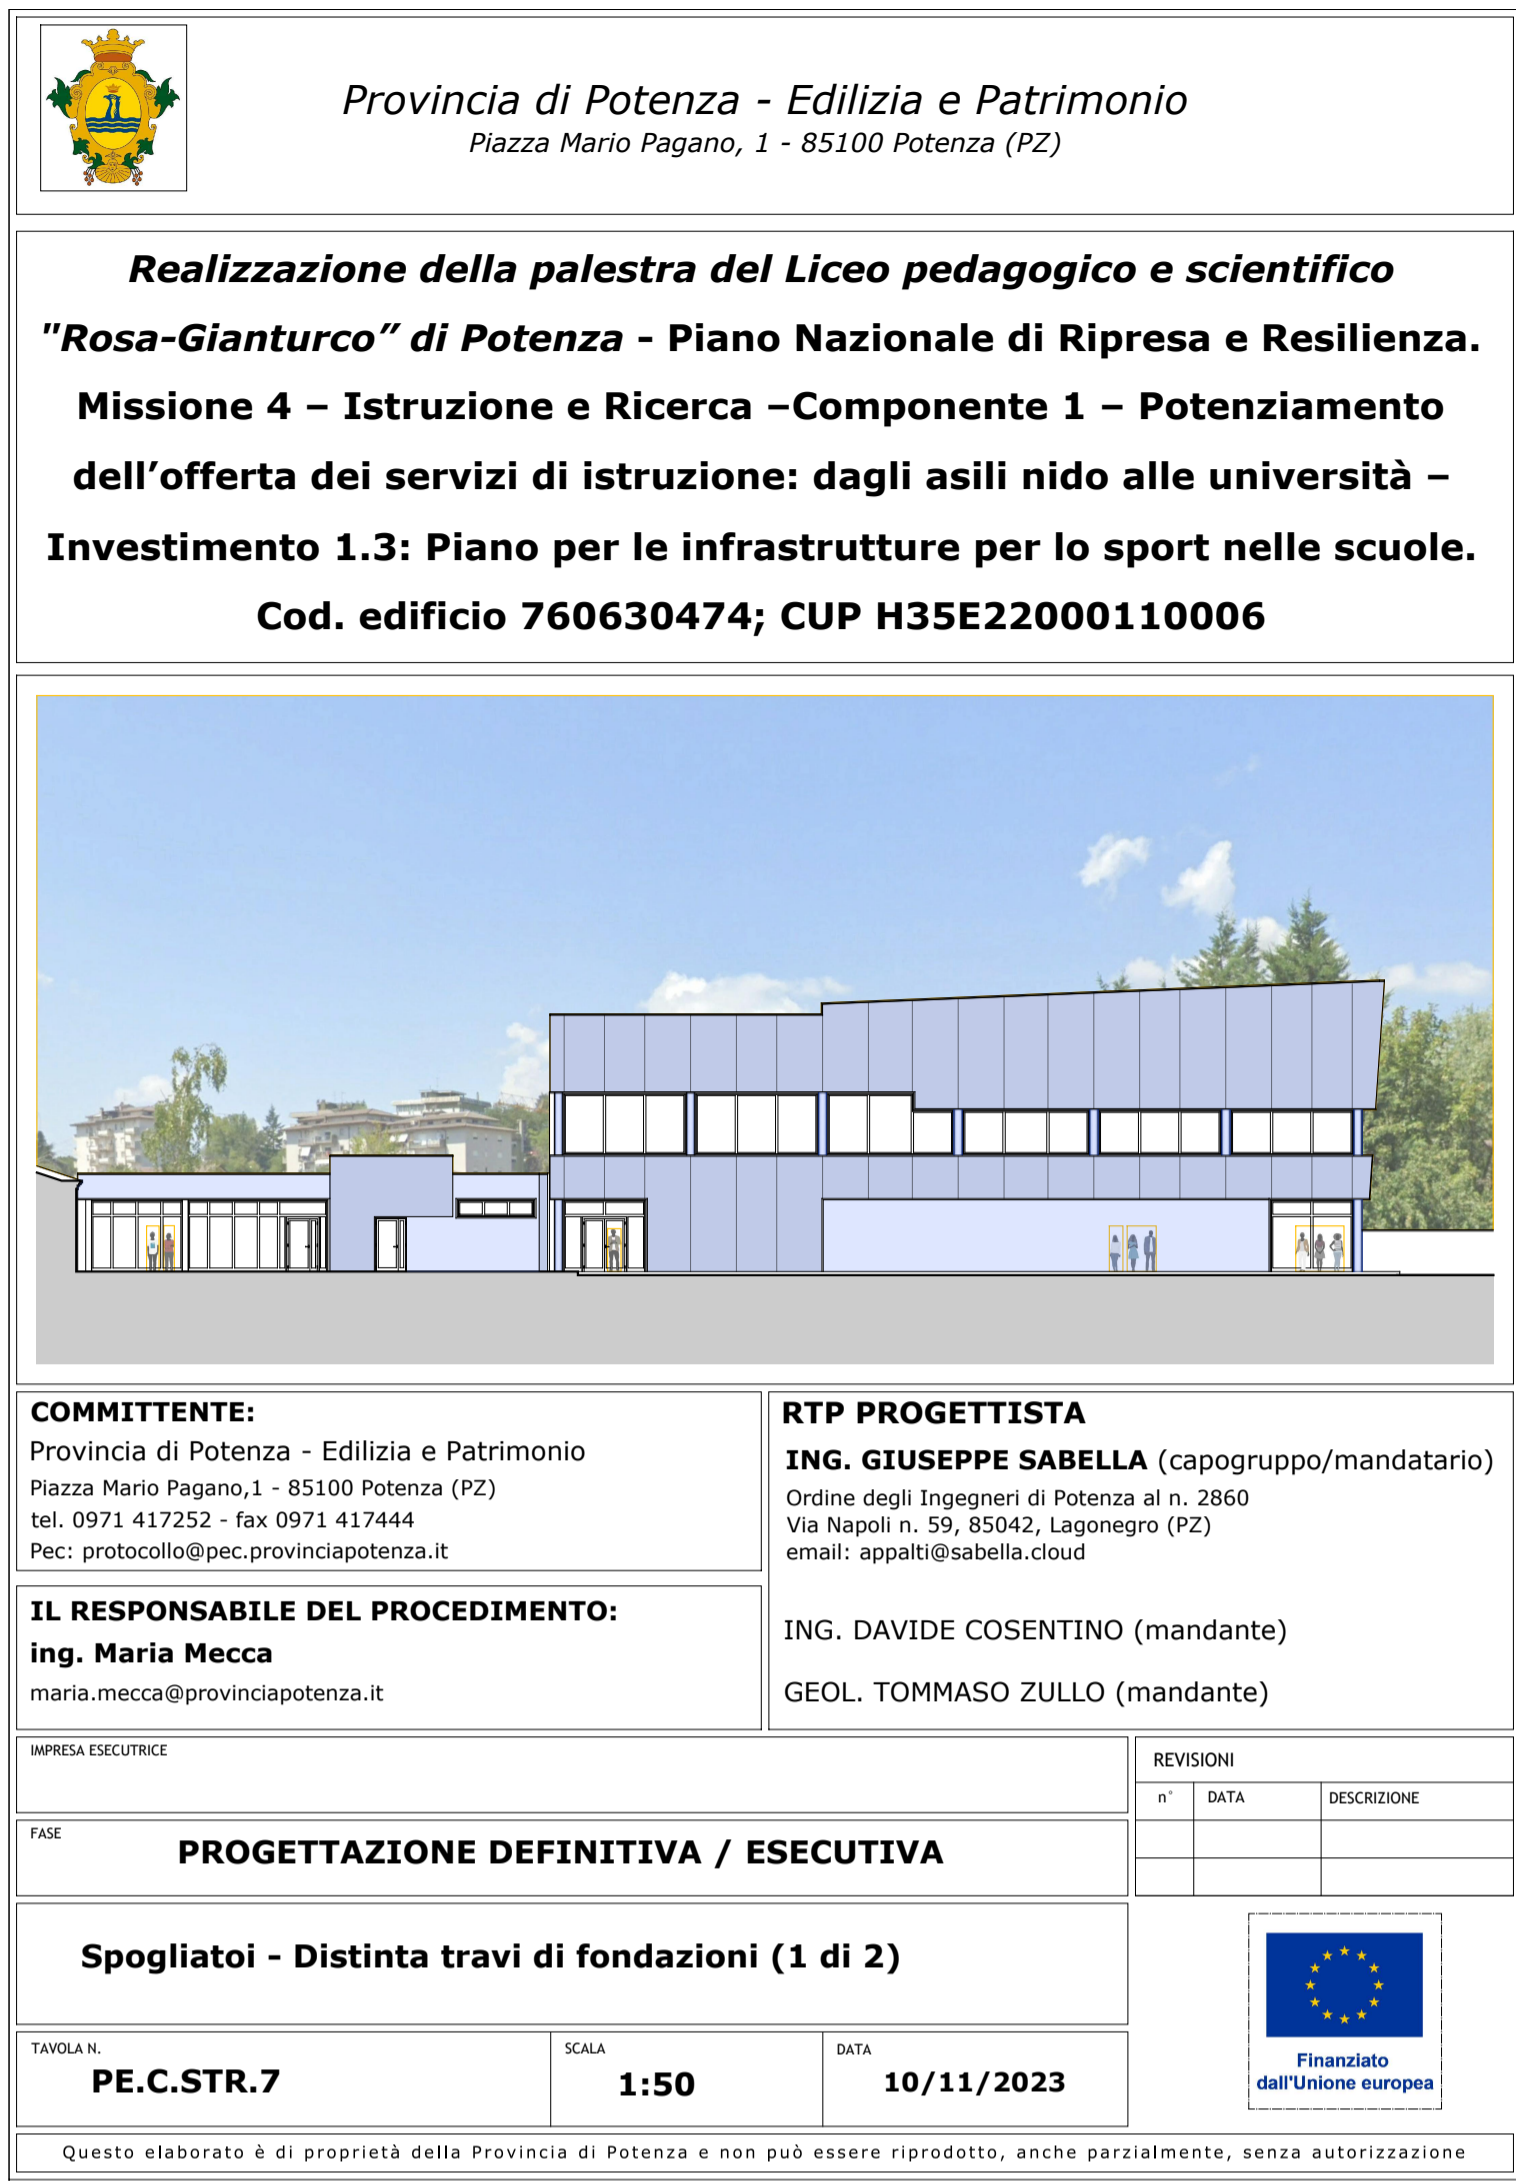 Provincia di Potenza - Edilizia e Patrimonio
Piazza Mario Pagano, 1 - 85100 Potenza (PZ)
Realizzazione della palestra del Liceo pedagogico e scientifico
"Rosa-Gianturco” di Potenza - Piano Nazionale di Ripresa e Resilienza.
Missione 4 – Istruzione e Ricerca –Componente 1 – Potenziamento
dell’offerta dei servizi di istruzione: dagli asili nido alle università –
Investimento 1.3: Piano per le infrastrutture per lo sport nelle scuole.
Cod. edificio 760630474; CUP H35E22000110006
COMMITTENTE:
Provincia di Potenza - Edilizia e Patrimonio
Piazza Mario Pagano,1 - 85100 Potenza (PZ)
tel. 0971 417252 - fax 0971 417444
Pec: protocollo@pec.provinciapotenza.it
IL RESPONSABILE DEL PROCEDIMENTO:
ing. Maria Mecca
maria.mecca@provinciapotenza.it
RTP PROGETTISTA
ING. GIUSEPPE SABELLA (capogruppo/mandatario)
Ordine degli Ingegneri di Potenza al n. 2860
Via Napoli n. 59, 85042, Lagonegro (PZ)
email: appalti@sabella.cloud
ING. DAVIDE COSENTINO (mandante)
GEOL. TOMMASO ZULLO (mandante)
IMPRESA ESECUTRICE
REVISIONI
n° DATA DESCRIZIONE
FASE
PROGETTAZIONE DEFINITIVA / ESECUTIVA
Spogliatoi - Distinta travi di fondazioni (1 di 2)
TAVOLA N.
PE.C.STR.7
SCALA
1:50
DATA
10/11/2023
Finanziato
dall'Unione europea
Questo elaborato è di proprietà della Provincia di Potenza e non può essere riprodotto, anche parzialmente, senza autorizzazione